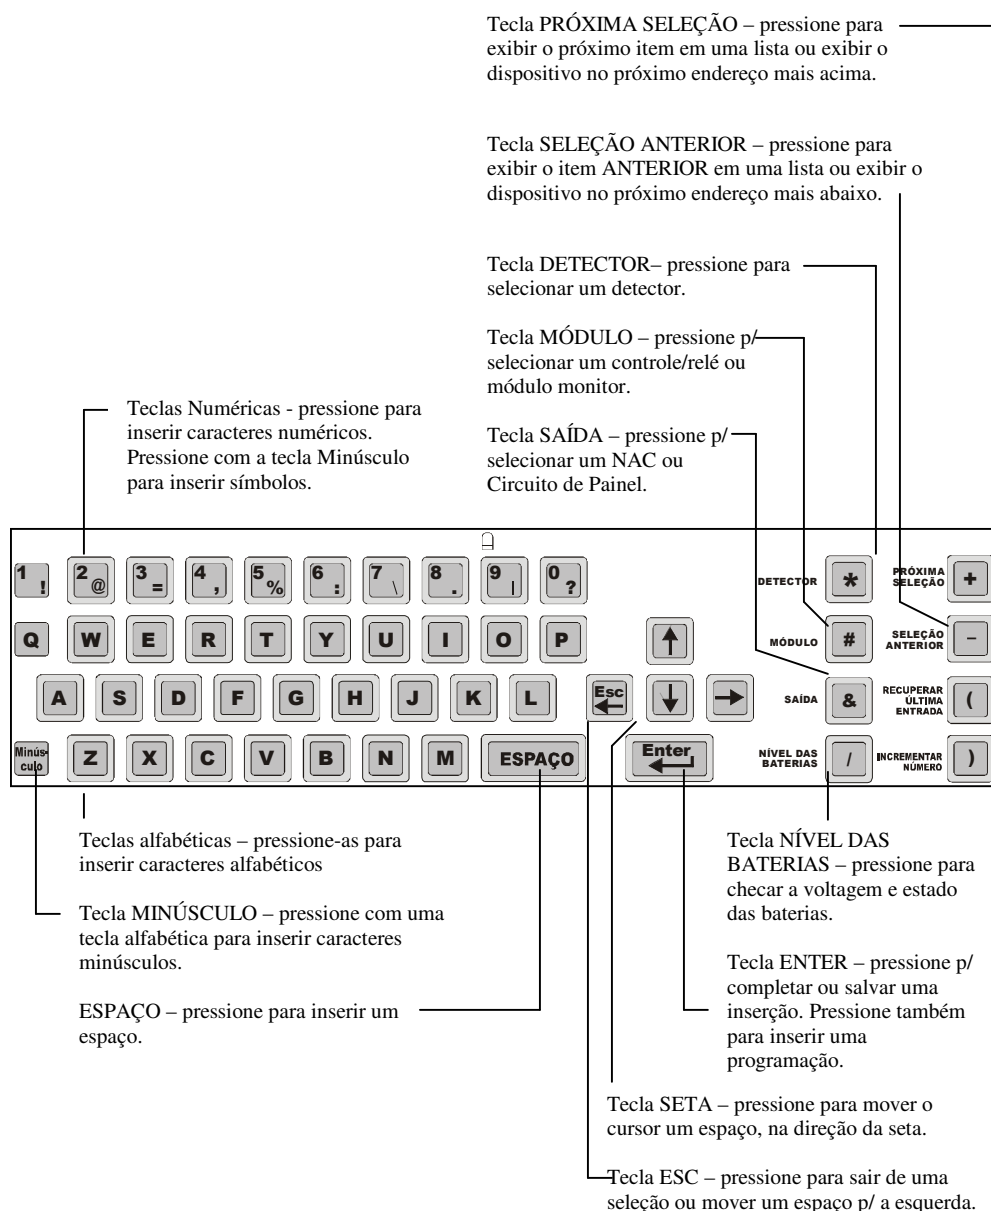 Tecla PRÓXIMA SELEÇÃO – pressione para
exibir o próximo item em uma lista ou exibir o
dispositivo no próximo endereço mais acima.
Tecla SELEÇÃO ANTERIOR – pressione para
exibir o item ANTERIOR em uma lista ou exibir o
dispositivo no próximo endereço mais abaixo.
Tecla DETECTOR– pressione para
selecionar um detector.
Tecla MÓDULO – pressione p/
selecionar um controle/relé ou
módulo monitor.
Teclas Numéricas - pressione para
inserir caracteres numéricos.
Pressione com a tecla Minúsculo
para inserir símbolos.
Tecla SAÍDA – pressione p/
selecionar um NAC ou
Circuito de Painel.
1 ! 2 @ 3 = 4 , 5 % 6 : 7 \ 8 . 9 | 0 ?
DETECTOR *
PRÓXIMA
SELEÇÃO +
Q W E R T Y U I O P ↑
MÓDULO #
SELEÇÃO
ANTERIOR –
A S D F G H J K L Esc ← ↓ →
SAÍDA &
RECUPERAR
ÚLTIMA
ENTRADA (
Minús-
culo
Z X C V B N M ESPAÇO Enter
NÍVEL DAS
BATERIAS /
INCREMENTAR
NÚMERO )
Teclas alfabéticas – pressione-as para
inserir caracteres alfabéticos
Tecla MINÚSCULO – pressione com uma
tecla alfabética para inserir caracteres
minúsculos.
ESPAÇO – pressione para inserir um
espaço.
Tecla NÍVEL DAS
BATERIAS – pressione para
checar a voltagem e estado
das baterias.
Tecla ENTER – pressione p/
completar ou salvar uma
inserção. Pressione também
para inserir uma
programação.
Tecla SETA – pressione para mover o
cursor um espaço, na direção da seta.
Tecla ESC – pressione para sair de uma
seleção ou mover um espaço p/ a esquerda.